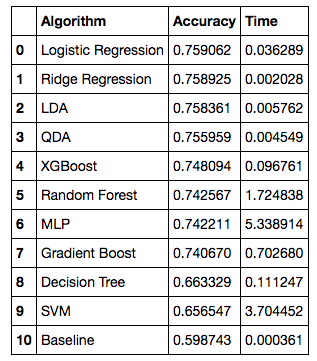 Algorithm Accuracy Time
0 Logistic Regression 0.759062 0.036289
1 Ridge Regression 0.758925 0.002028
2 LDA 0.758361 0.005762
3 QDA 0.755959 0.004549
4 XGBoost 0.748094 0.096761
5 Random Forest 0.742567 1.724838
6 MLP 0.742211 5.338914
7 Gradient Boost 0.740670 0.702680
8 Decision Tree 0.663329 0.111247
9 SVM 0.656547 3.704452
10 Baseline 0.598743 0.000361